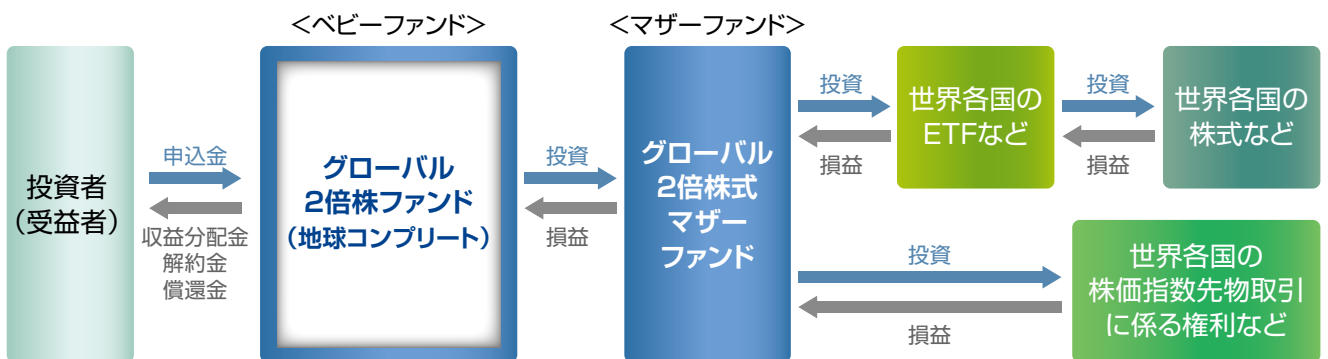 ＜ベビーファンド＞
＜マザーファンド＞
投資者
（受益者）
申込金
収益分配金
解約金
償還金
グローバル
2倍株ファンド
（地球コンプリート）
投資
損益
グローバル
2倍株式
マザー
ファンド
投資
損益
世界各国の
ETFなど
投資
損益
世界各国の
株式など
投資
損益
世界各国の
株価指数先物取引
に係る権利など